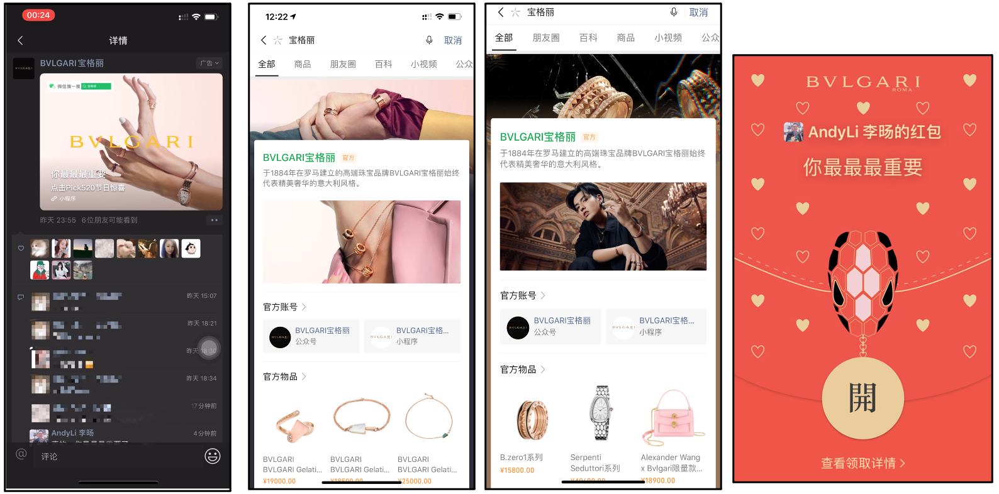 00:24
详情
BVLGARI宝格丽
广告
微信搜一搜
宝格丽
BVLGARI
你最最最重要
点击Pick520节日惊喜
小程序
昨天 23:55 6位朋友可能看到
昨天 15:07
昨天 18:21
昨天 18:30
昨天 18:34
17分钟前
AndyLi 李旸
4分钟前
@ 评论
12:22
宝格丽
取消
全部 商品 朋友圈 百科 小视频 公众
BVLGARI宝格丽 官方
于1884年在罗马建立的高端珠宝品牌BVLGARI宝格丽始终
代表精美奢华的意大利风格。
官方账号
BVLGARI宝格丽
公众号
BVLGARI宝格...
小程序
官方物品
BVLGARI
BVLGARI Gelati...
¥19000.00
BVLGARI
BVLGARI Gelati...
¥18500.00
BVLGARI
BVLGARI Gelati...
¥25000.00
宝格丽
取消
全部 朋友圈 百科 商品 小视频 公众
BVLGARI宝格丽 官方
于1884年在罗马建立的高端珠宝品牌BVLGARI宝格丽始终
代表精美奢华的意大利风格。
官方账号
BVLGARI宝格丽
公众号
BVLGARI宝格...
小程序
官方物品
B.zero1系列
¥15800.00
Serpenti
Seduttori系列
Alexander Wang
x Bvlgari限量款...
¥18900.00
BVLGARI
ROMA
AndyLi 李旸的红包
你最最最重要
開
查看领取详情